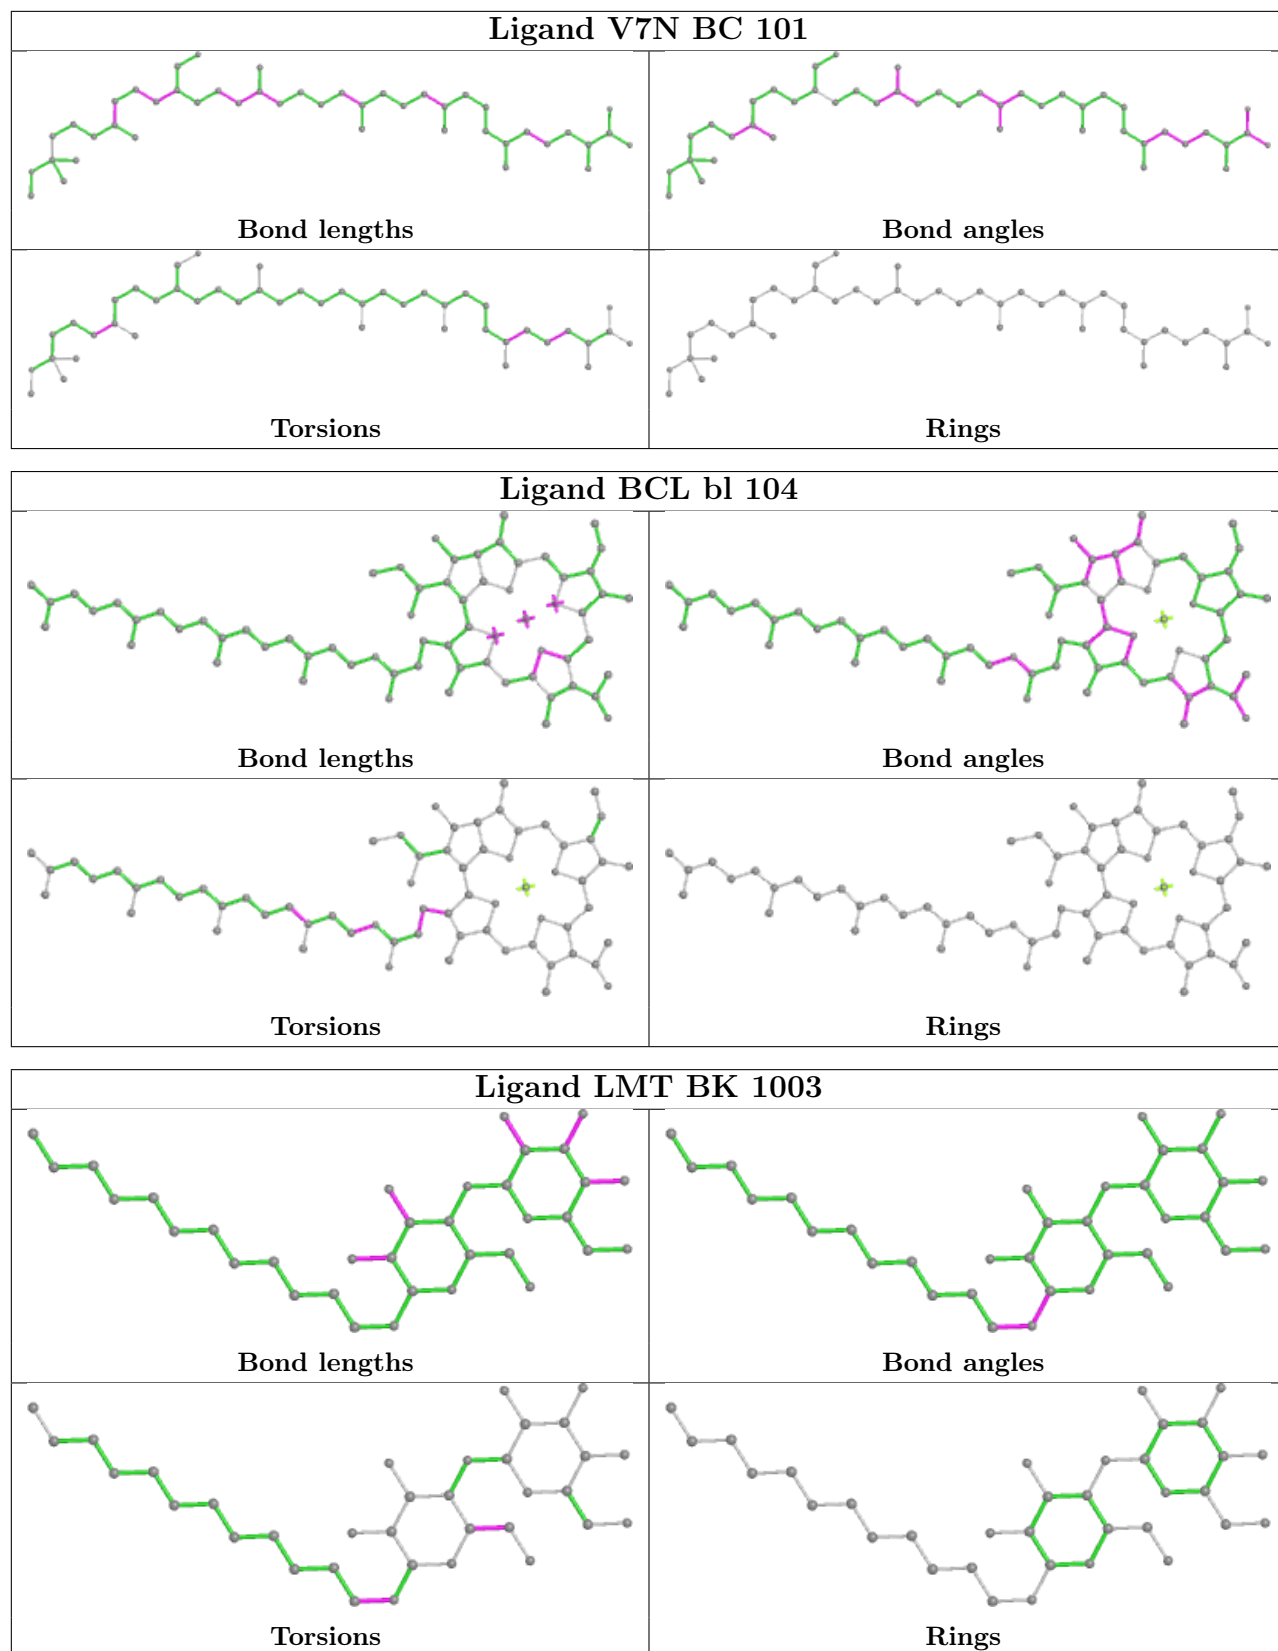 Ligand V7N BC 101
Bond lengths
Bond angles
Torsions
Rings
Ligand BCL bl 104
Bond lengths
Bond angles
Torsions
Rings
Ligand LMT BK 1003
Bond lengths
Bond angles
Torsions
Rings